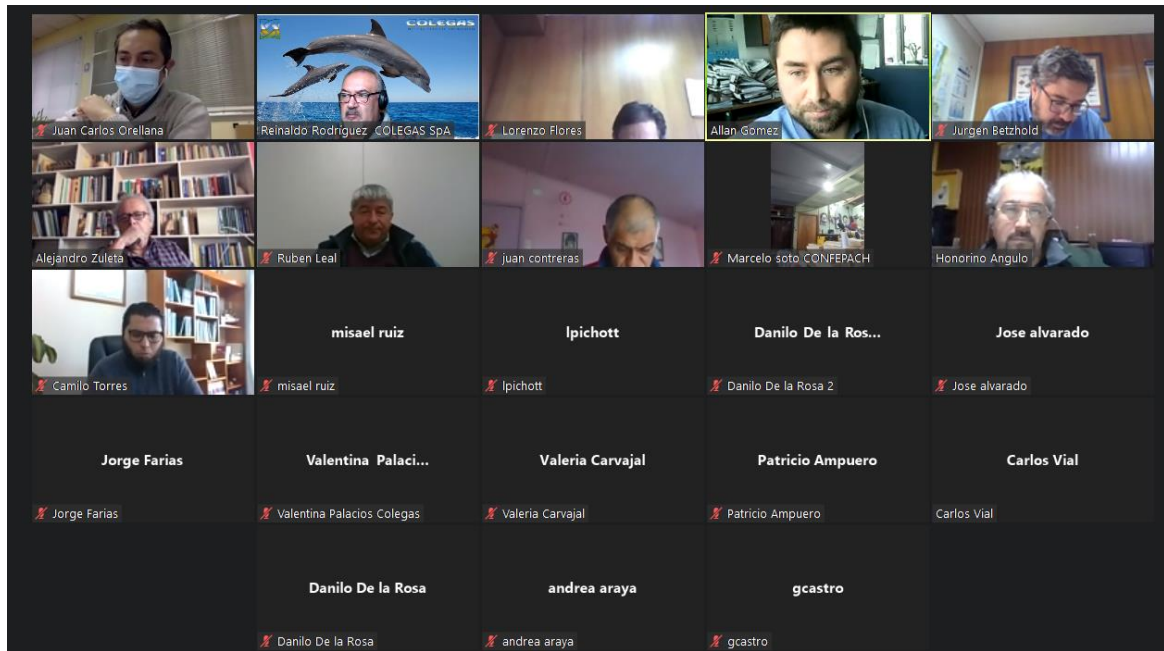 COLEGAS
Juan Carlos Orellana
Reinaldo Rodríguez COLEGAS SpA
Lorenzo Flores
Allan Gomez
Jurgen Betzhold
Alejandro Zuleta
Ruben Leal
juan contreras
Marcelo soto CONFEPACH
Honorino Angulo
Camilo Torres
misael ruiz
misael ruiz
lpichott
lpichott
Danilo De la Ros...
Danilo De la Rosa 2
Jose alvarado
Jose alvarado
Jorge Farias
Jorge Farias
Valentina Palaci...
Valentina Palacios Colegas
Valeria Carvajal
Valeria Carvajal
Patricio Ampuero
Patricio Ampuero
Carlos Vial
Carlos Vial
Danilo De la Rosa
Danilo De la Rosa
andrea araya
andrea araya
gcastro
gcastro